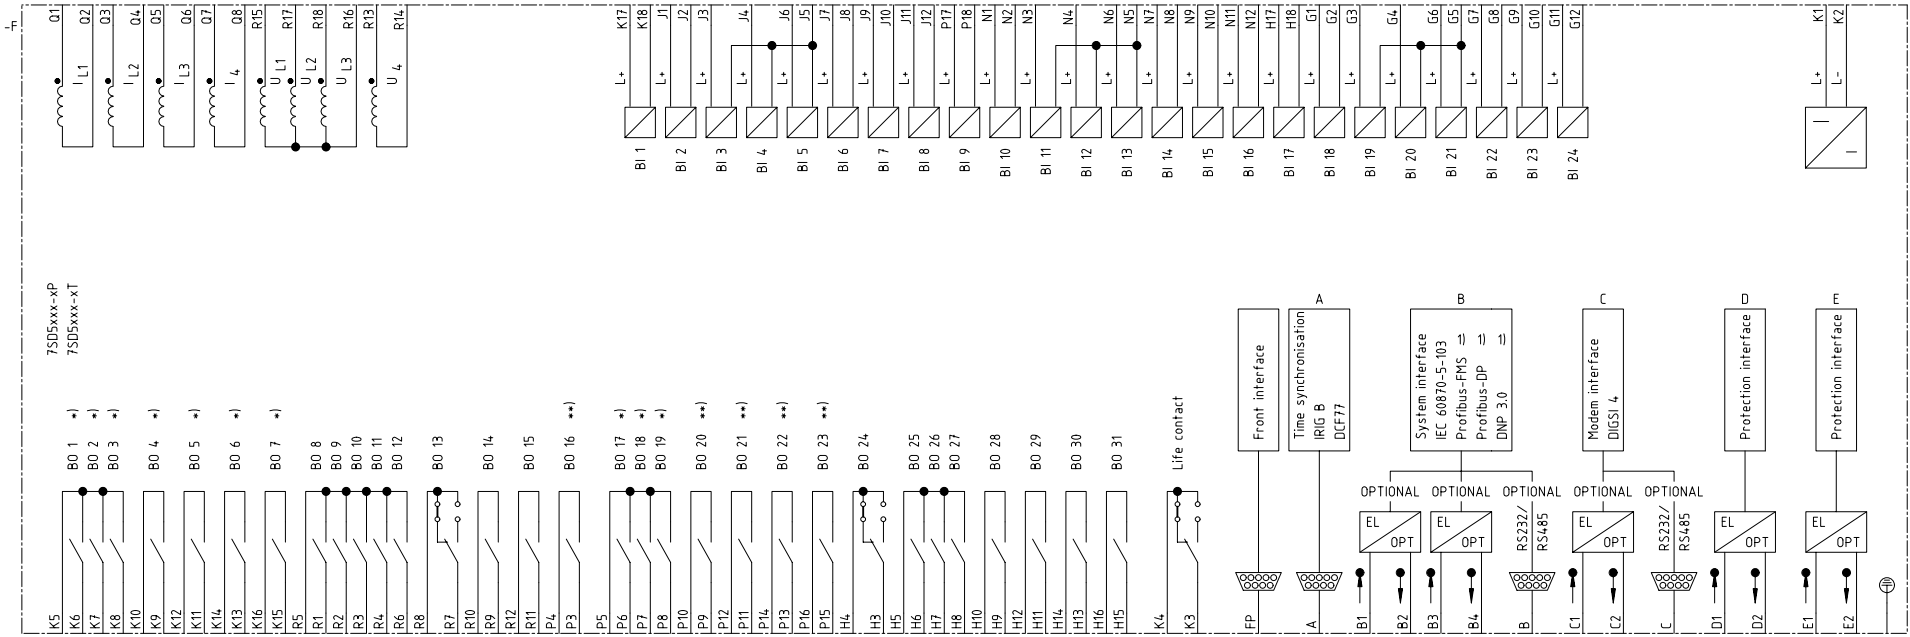 -F
Q1 Q2 Q3 Q4 Q5 Q6 Q7 Q8 R15 R17 R18 R16 R13 R14
I L1
I L2
I L3
I 4
U L1
U L2
U L3
U 4
K17 K18 J1 J2 J3 J4 J6 J5 J7 J8 J9 J10 J11 J12 P17 P18 N1 N2 N3 N4 N6 N5 N7 N8 N9 N10 N11 N12 H17 H18 G1 G2 G3 G4 G6 G5 G7 G8 G9 G10 G11 G12
K1 K2
L+ L+ L+ L+ L+ L+ L+ L+ L+ L+ L+ L+ L+ L+ L+ L+ L+ L+ L+ L+ L+
L+ L-
BI 1
BI 2
BI 3
BI 4
BI 5
BI 6
BI 7
BI 8
BI 9
BI 10
BI 11
BI 12
BI 13
BI 14
BI 15
BI 16
BI 17
BI 18
BI 19
BI 20
BI 21
BI 22
BI 23
BI 24
7SD5xxx-xP
7SD5xxx-xT
BO 1 *)
BO 2 *)
BO 3 *)
BO 4 *)
BO 5 *)
BO 6 *)
BO 7 *)
BO 8
BO 9
BO 10
BO 11
BO 12
BO 13
BO 14
BO 15
BO 16 **)
BO 17 *)
BO 18 *)
BO 19 *)
BO 20 **)
BO 21 **)
BO 22 **)
BO 23 **)
BO 24
BO 25
BO 26
BO 27
BO 28
BO 29
BO 30
BO 31
Life contact
Front interface
A
Time synchronisation
IRIG B
DCF77
B
System interface
IEC 60870-5-103
Profibus-FMS 1)
Profibus-DP 1)
DNP 3.0 1)
C
Modem interface
DIGSI 4
D
Protection interface
E
Protection interface
OPTIONAL OPTIONAL OPTIONAL OPTIONAL OPTIONAL
EL OPT
EL OPT
RS232/
RS485
EL OPT
RS232/
RS485
EL OPT
EL OPT
K5 K6 K7 K8 K10 K9 K12 K11 K14 K13 K16 K15 R5 R1 R2 R3 R4 R6 R8 R7 R10 R9 R12 R11 P4 P3 P5 P6 P7 P8 P10 P9 P12 P11 P14 P13 P16 P15 H4 H3 H5 H6 H7 H8 H10 H9 H12 H11 H14 H13 H16 H15 K4 K3 FP A B1 B2 B3 B4 B C1 C2 C D1 D2 E1 E2